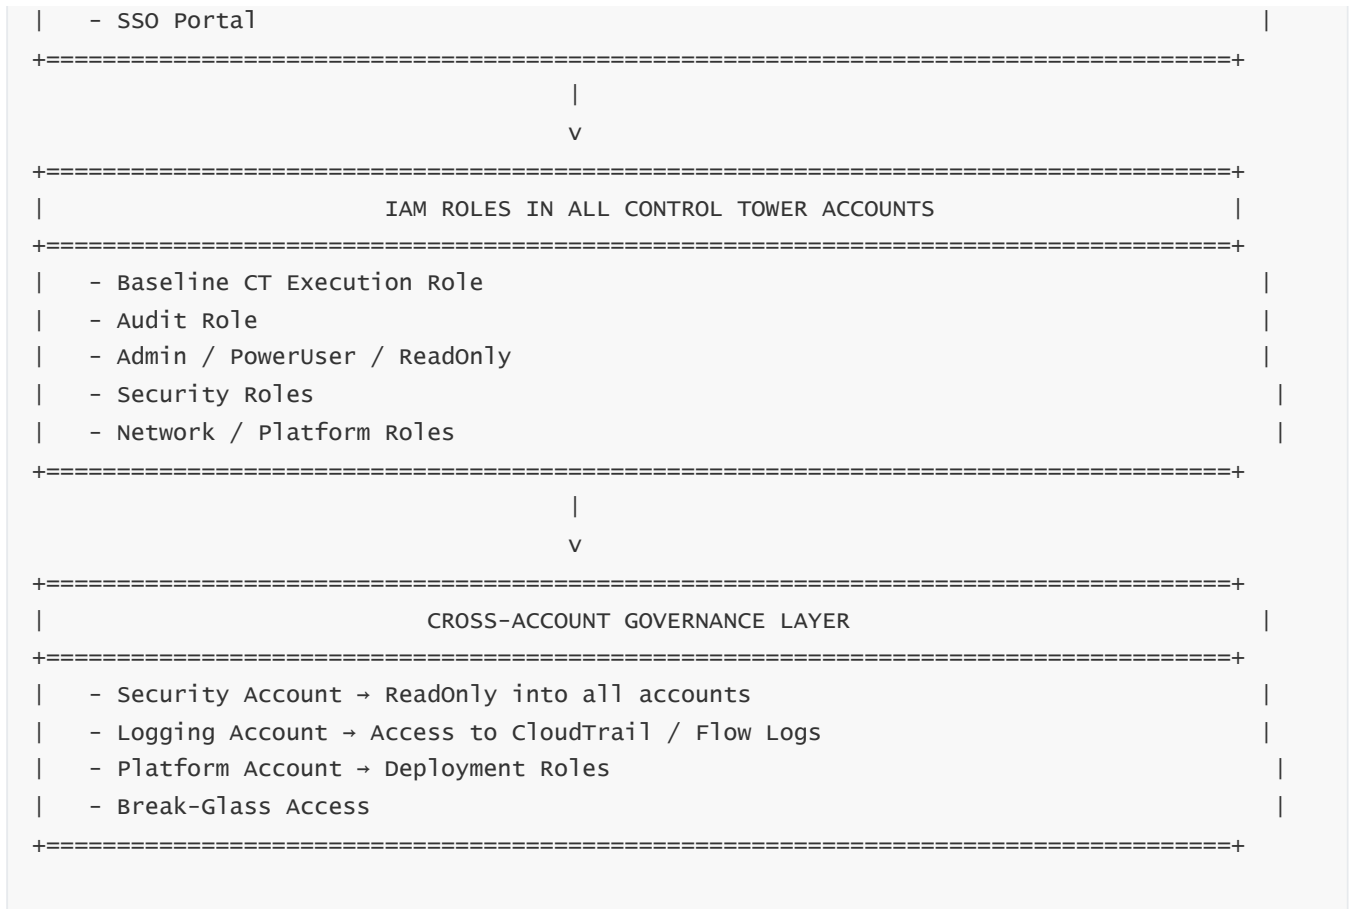 |   - SSO Portal                                                                       |
+====================================================================================+
|
v
+====================================================================================+
|                        IAM ROLES IN ALL CONTROL TOWER ACCOUNTS                     |
+====================================================================================+
|   - Baseline CT Execution Role                                                       |
|   - Audit Role                                                                       |
|   - Admin / PowerUser / ReadOnly                                                     |
|   - Security Roles                                                                    |
|   - Network / Platform Roles                                                          |
+====================================================================================+
|
v
+====================================================================================+
|                           CROSS-ACCOUNT GOVERNANCE LAYER                             |
+====================================================================================+
|   - Security Account → ReadOnly into all accounts                                    |
|   - Logging Account → Access to CloudTrail / Flow Logs                               |
|   - Platform Account → Deployment Roles                                               |
|   - Break-Glass Access                                                                |
+====================================================================================+